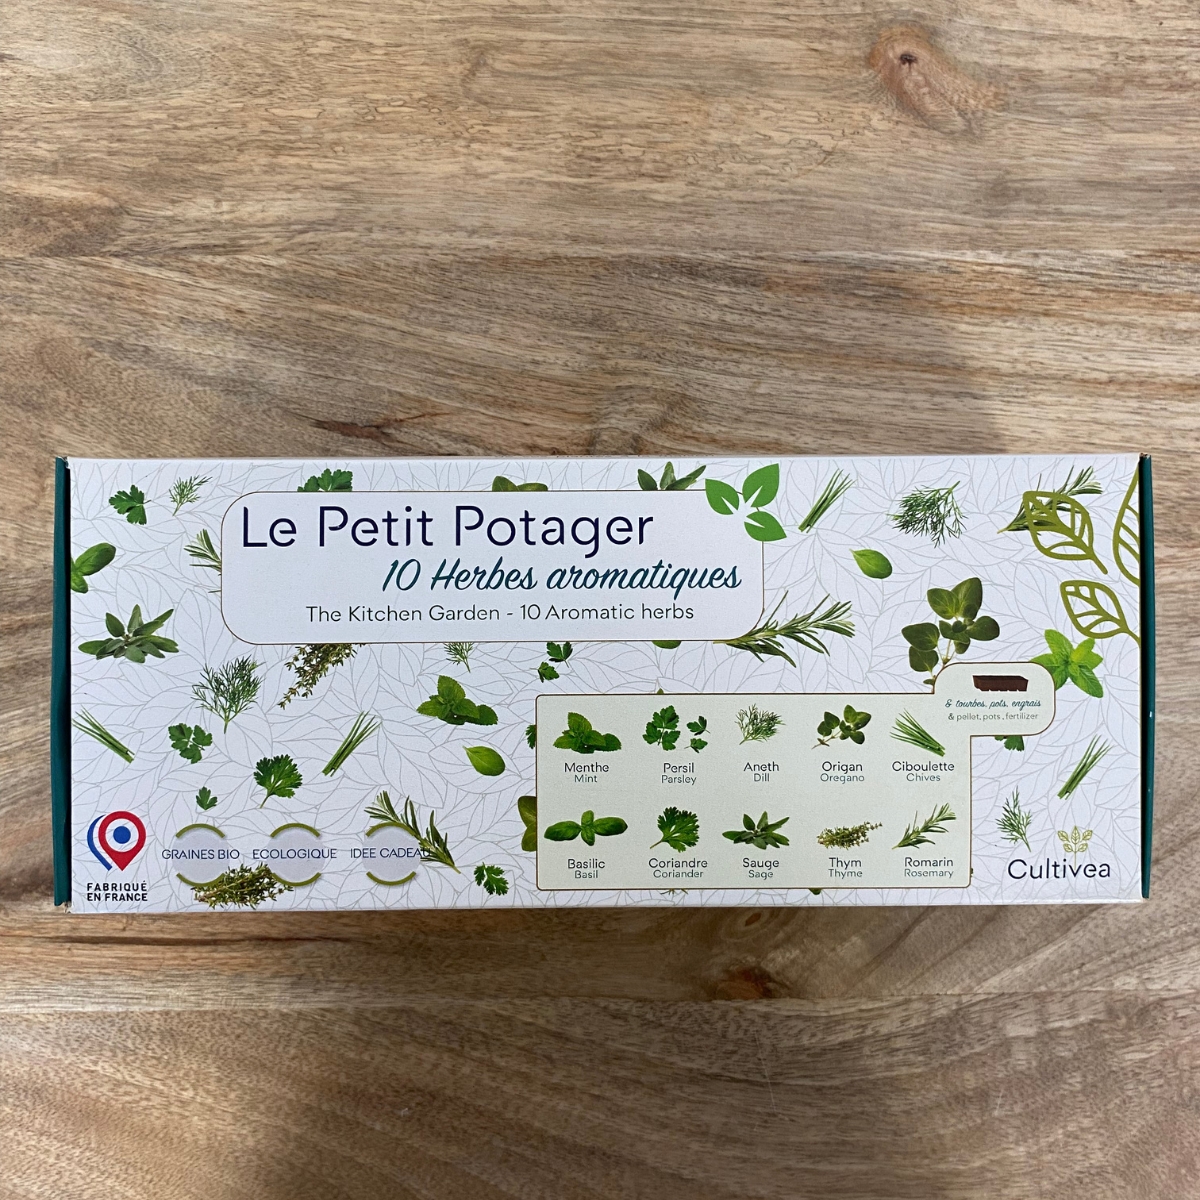 Le Petit Potager
10 Herbes aromatiques
The Kitchen Garden - 10 Aromatic herbs
& tourbes, pots, engrais
& pellet, pots, fertilizer
Menthe
Mint
Persil
Parsley
Aneth
Dill
Origan
Oregano
Ciboulette
Chives
Basilic
Basil
Coriandre
Coriander
Sauge
Sage
Thym
Thyme
Romarin
Rosemary
FABRIQUÉ
EN FRANCE
GRAINES BIO
ECOLOGIQUE
IDEE CADEAU
Cultivea